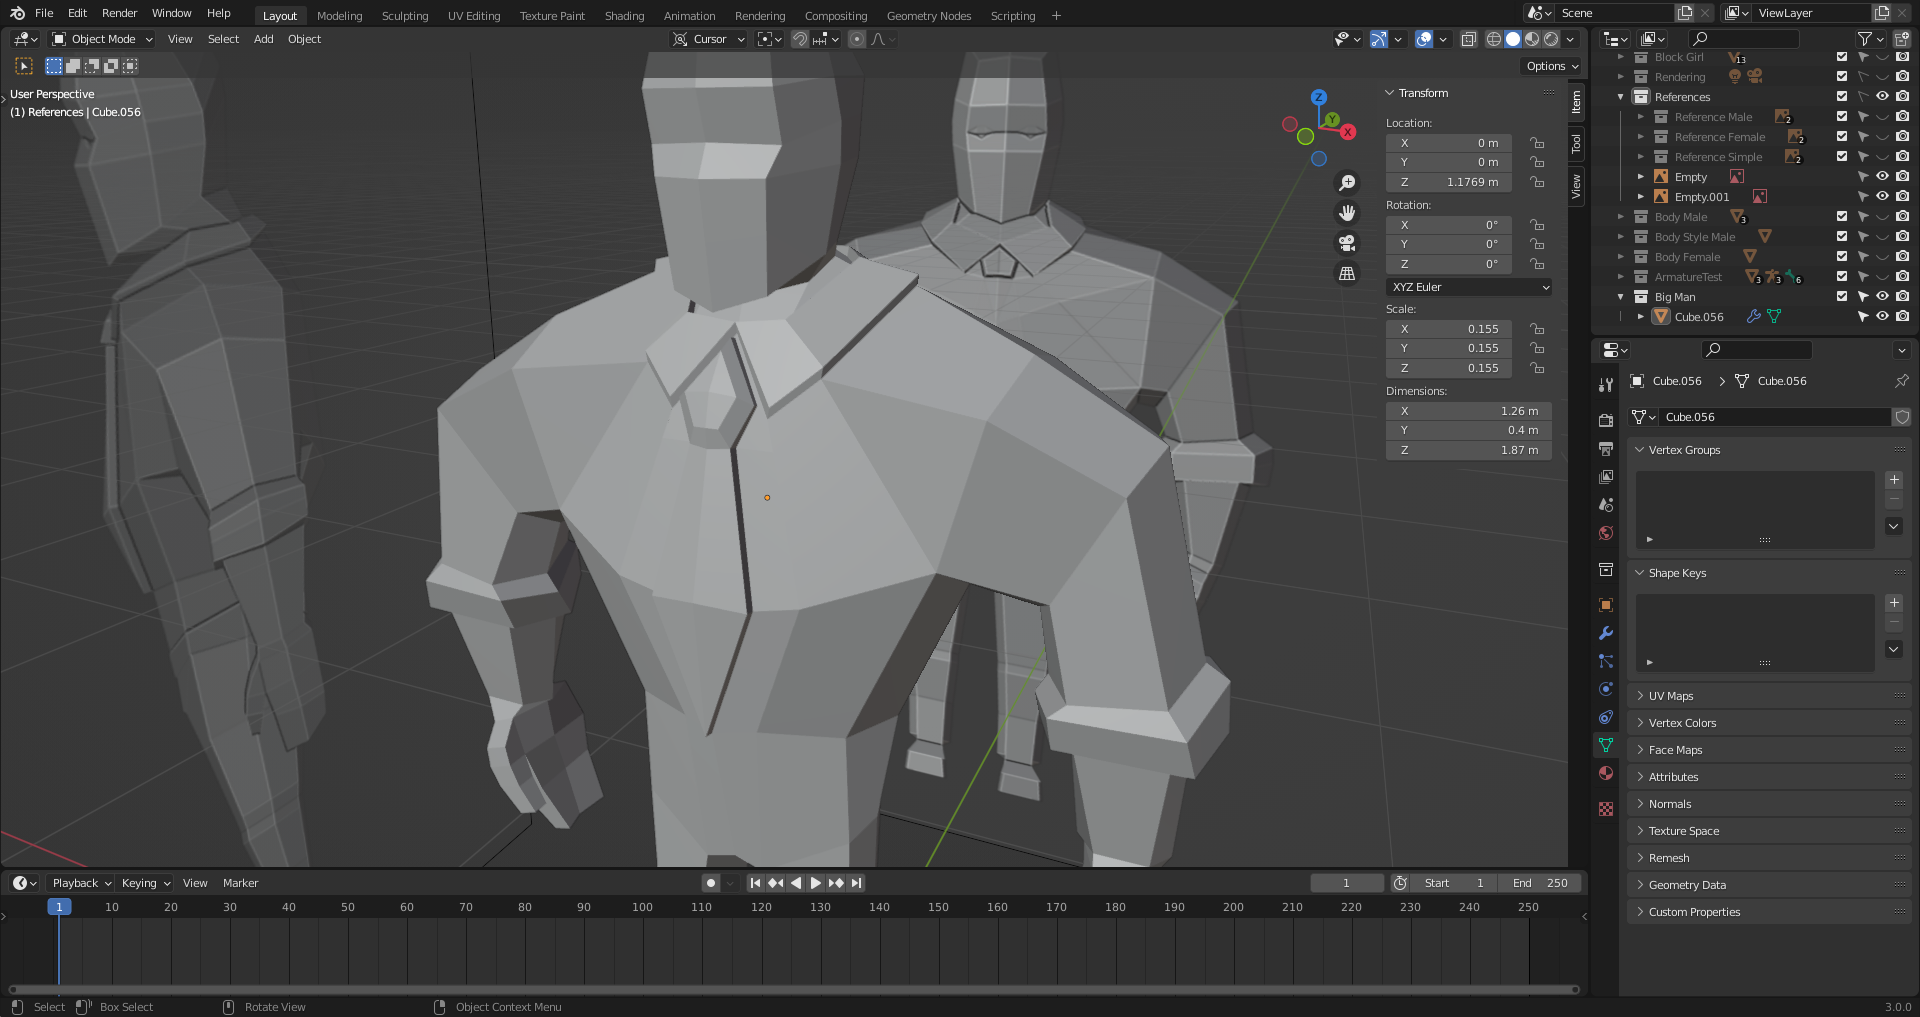 File Edit Render Window Help Layout Modeling Sculpting UV Editing Texture Paint Shading Animation Rendering Compositing Geometry Nodes Scripting + Scene ViewLayer
Object Mode View Select Add Object Cursor
Options
User Perspective
(1) References | Cube.056
Transform
Location:
X 0 m
Y 0 m
Z 1.1769 m
Rotation:
X 0°
Y 0°
Z 0°
XYZ Euler
Scale:
X 0.155
Y 0.155
Z 0.155
Dimensions:
X 1.26 m
Y 0.4 m
Z 1.87 m
Item
Tool
View
Z
Y
X
Block Girl 13
Rendering
References
Reference Male 2
Reference Female 2
Reference Simple 2
Empty
Empty.001
Body Male 3
Body Style Male
Body Female
ArmatureTest 3 3 6
Big Man
Cube.056
Cube.056 > Cube.056
Cube.056
Vertex Groups
Shape Keys
UV Maps
Vertex Colors
Face Maps
Attributes
Normals
Texture Space
Remesh
Geometry Data
Custom Properties
Playback Keying View Marker 1 Start 1 End 250
1 10 20 30 40 50 60 70 80 90 100 110 120 130 140 150 160 170 180 190 200 210 220 230 240 250
Select Box Select Rotate View Object Context Menu 3.0.0